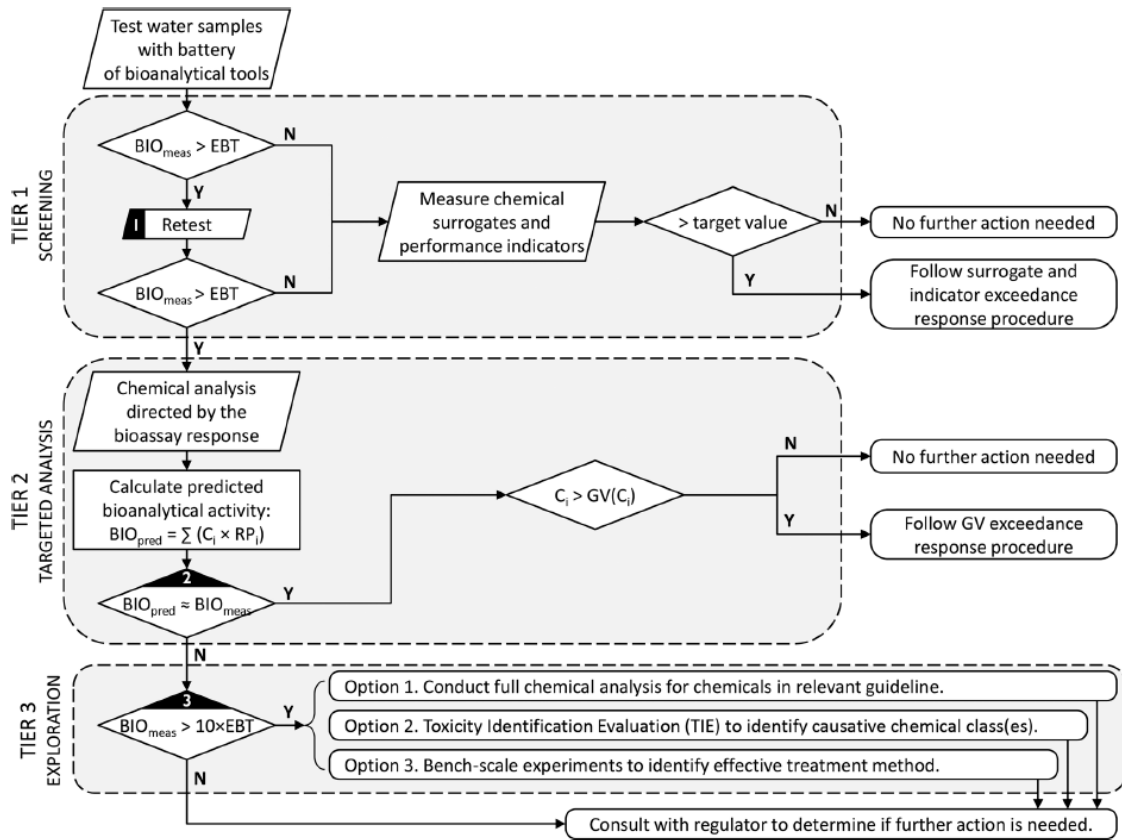 Test water samples
with battery
of bioanalytical tools
TIER 1
SCREENING
BIOmeas > EBT
N
Y
1 Retest
BIOmeas > EBT
N
Y
Measure chemical
surrogates and
performance indicators
> target value
N
No further action needed
Y
Follow surrogate and
indicator exceedance
response procedure
TIER 2
TARGETED ANALYSIS
Chemical analysis
directed by the
bioassay response
Calculate predicted
bioanalytical activity:
BIOpred = ∑ (Ci × RPi)
2
BIOpred ≈ BIOmeas
Y
N
Ci > GV(Ci)
N
No further action needed
Y
Follow GV exceedance
response procedure
TIER 3
EXPLORATION
3
BIOmeas > 10×EBT
Y
N
Option 1. Conduct full chemical analysis for chemicals in relevant guideline.
Option 2. Toxicity Identification Evaluation (TIE) to identify causative chemical class(es).
Option 3. Bench-scale experiments to identify effective treatment method.
Consult with regulator to determine if further action is needed.